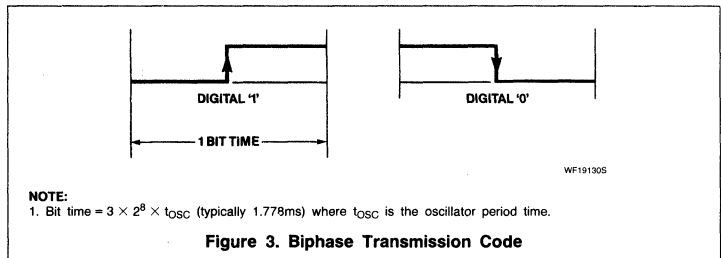 DIGITAL '1'
DIGITAL '0'
1 BIT TIME
WF19130S
NOTE:
1. Bit time = 3 × 2⁸ × tOSC (typically 1.778ms) where tOSC is the oscillator period time.
Figure 3. Biphase Transmission Code